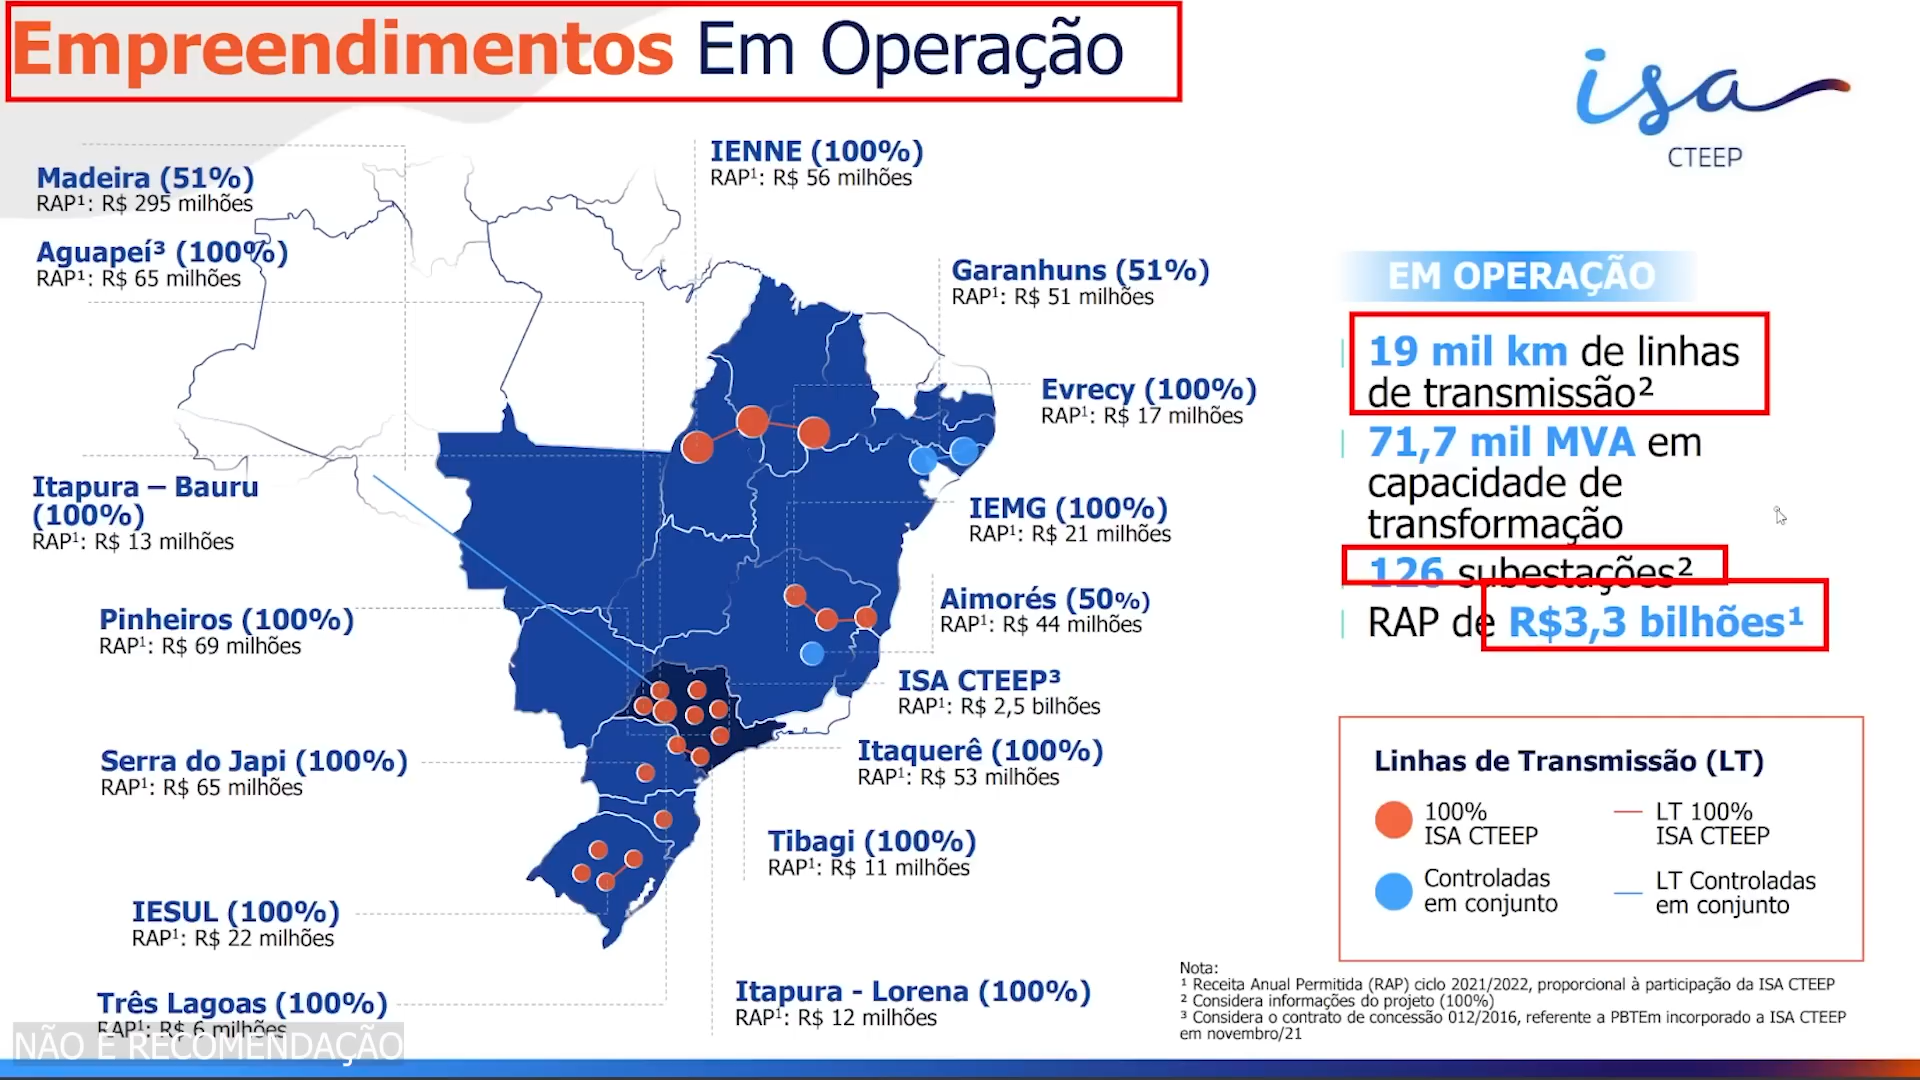 Empreendimentos Em Operação
isa
CTEEP
Madeira (51%)
RAP¹: R$ 295 milhões
Aguapeí³ (100%)
RAP¹: R$ 65 milhões
IENNE (100%)
RAP¹: R$ 56 milhões
Garanhuns (51%)
RAP¹: R$ 51 milhões
Evrecy (100%)
RAP¹: R$ 17 milhões
Itapura – Bauru
(100%)
RAP¹: R$ 13 milhões
IEMG (100%)
RAP¹: R$ 21 milhões
Pinheiros (100%)
RAP¹: R$ 69 milhões
Aimorés (50%)
RAP¹: R$ 44 milhões
ISA CTEEP³
RAP¹: R$ 2,5 bilhões
Serra do Japi (100%)
RAP¹: R$ 65 milhões
Itaquerê (100%)
RAP¹: R$ 53 milhões
Tibagi (100%)
RAP¹: R$ 11 milhões
IESUL (100%)
RAP¹: R$ 22 milhões
Três Lagoas (100%)
RAP¹: R$ 6 milhões
NÃO É RECOMENDAÇÃO
Itapura - Lorena (100%)
RAP¹: R$ 12 milhões
EM OPERAÇÃO
19 mil km de linhas
de transmissão²
71,7 mil MVA em
capacidade de
transformação
126 subestações²
RAP de R$3,3 bilhões¹
Linhas de Transmissão (LT)
100%
ISA CTEEP
LT 100%
ISA CTEEP
Controladas
em conjunto
LT Controladas
em conjunto
Nota:
¹ Receita Anual Permitida (RAP) ciclo 2021/2022, proporcional à participação da ISA CTEEP
² Considera informações do projeto (100%)
³ Considera o contrato de concessão 012/2016, referente a PBTEm incorporado a ISA CTEEP
em novembro/21